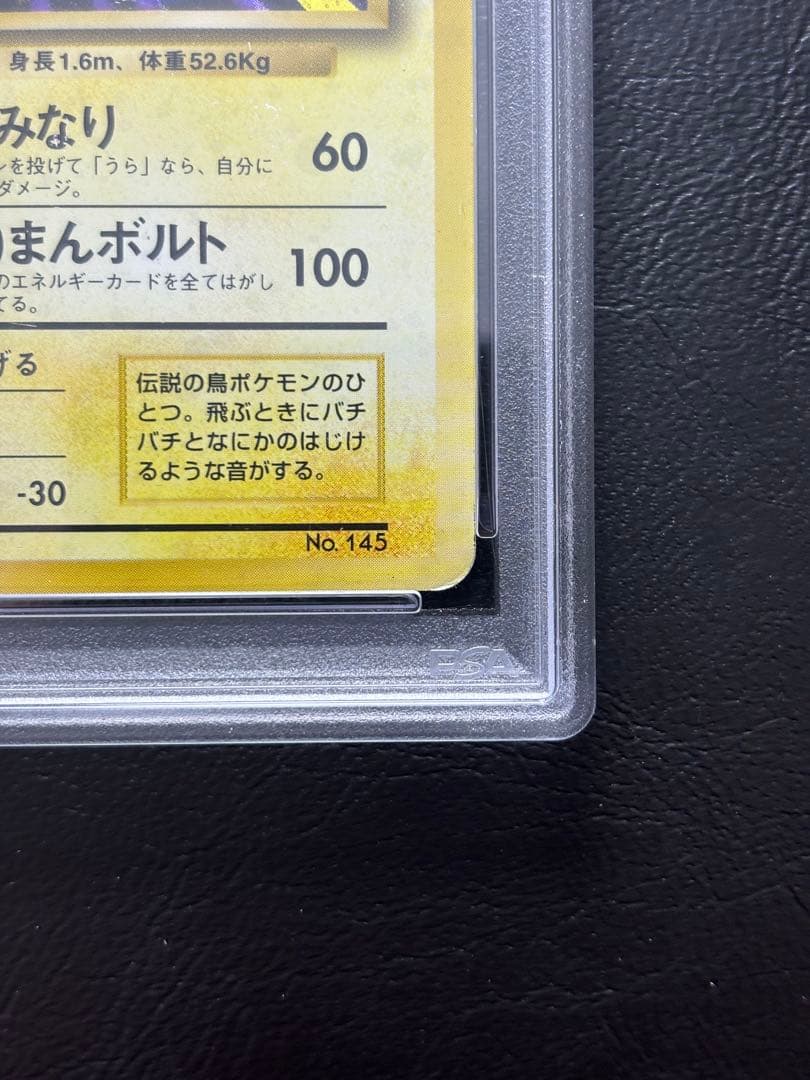 身長1.6m、体重52.6Kg
みなり
60
を投げて「うら」なら、自分に
ダメージ。
まんボルト
100
のエネルギーカードを全てはがし
てる。
げる
伝説の鳥ポケモンのひ
とつ。飛ぶときにバチ
バチとなにかのはじけ
るような音がする。
-30
No. 145